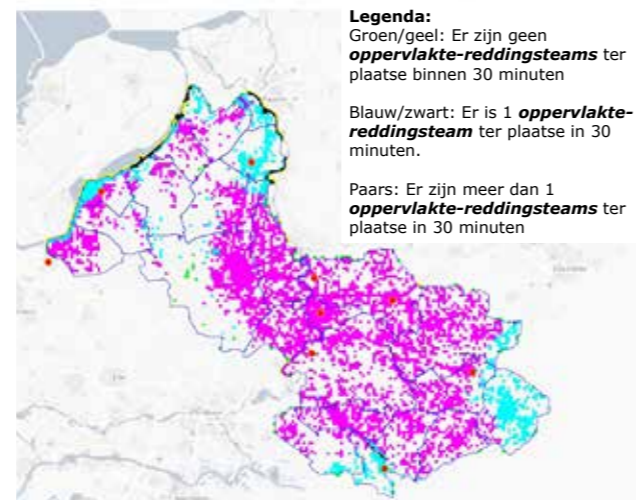 Legenda:
Groen/geel: Er zijn geen
oppervlakte-reddingsteams ter
plaatse binnen 30 minuten
Blauw/zwart: Er is 1 oppervlakte-
reddingsteam ter plaatse in 30
minuten.
Paars: Er zijn meer dan 1
oppervlakte-reddingsteams ter
plaatse in 30 minuten